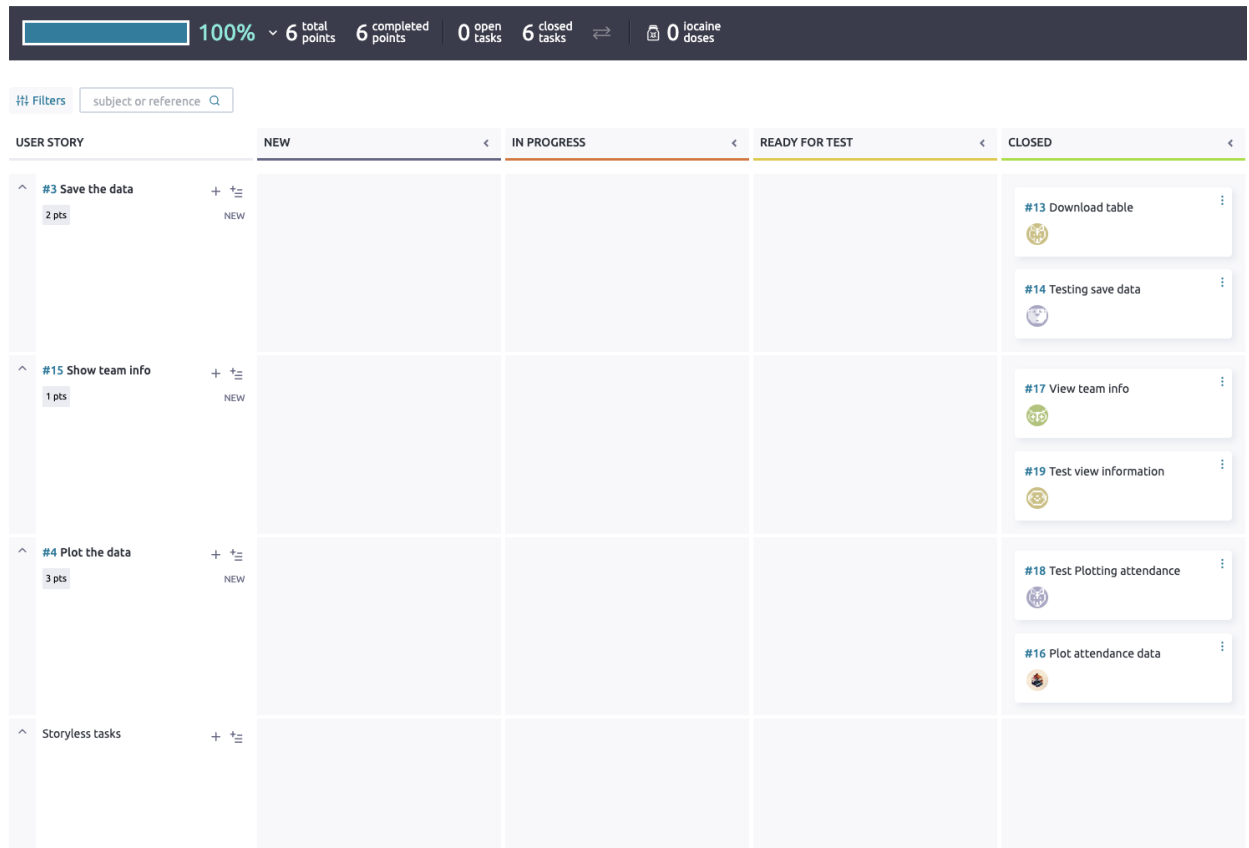 100% 6 total points 6 completed points 0 open tasks 6 closed tasks 0 iocaine doses
Filters subject or reference
USER STORY NEW IN PROGRESS READY FOR TEST CLOSED
#3 Save the data
2 pts NEW
#13 Download table
#14 Testing save data
#15 Show team info
1 pts NEW
#17 View team info
#19 Test view information
#4 Plot the data
3 pts NEW
#18 Test Plotting attendance
#16 Plot attendance data
Storyless tasks